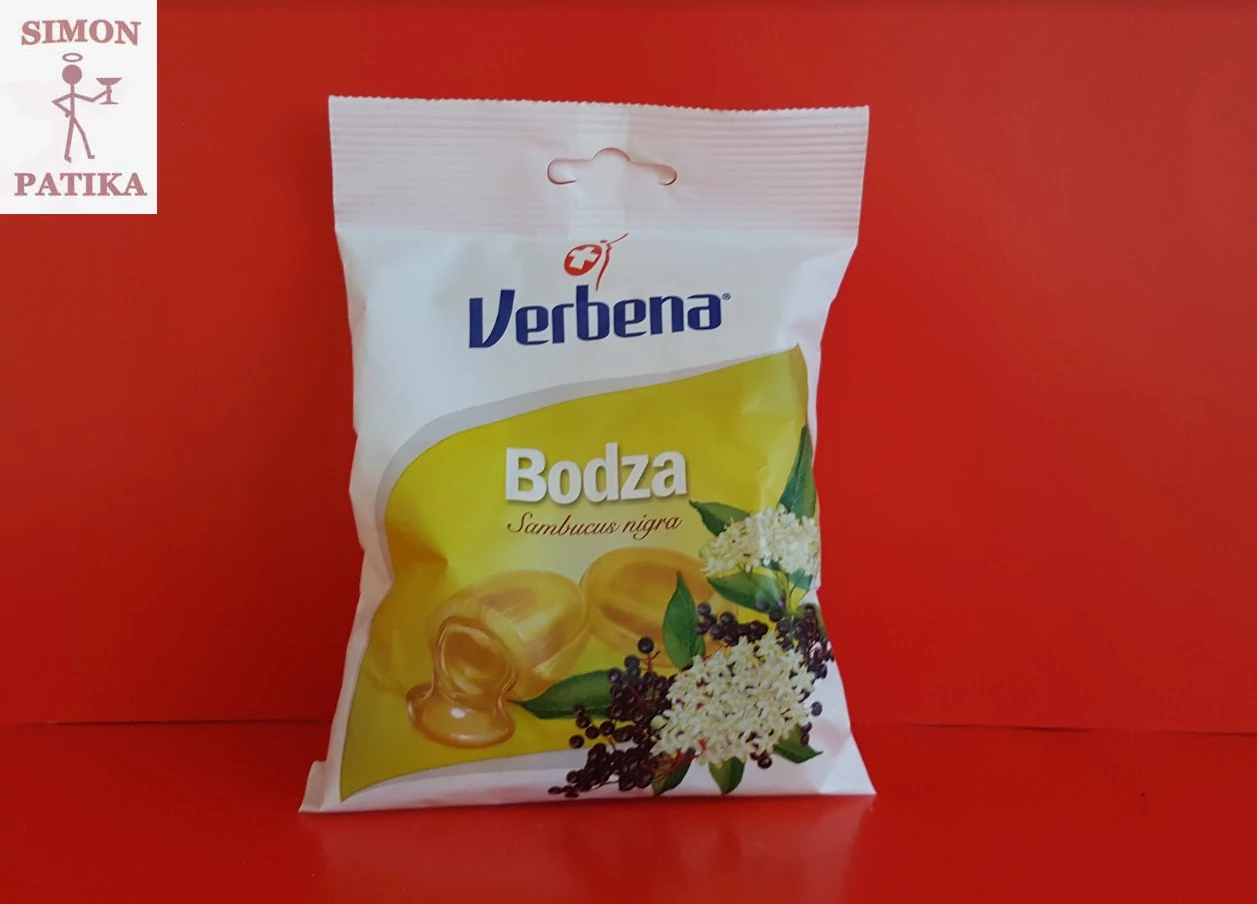 SIMON
PATIKA
Verbena®
Bodza
Sambucus nigra